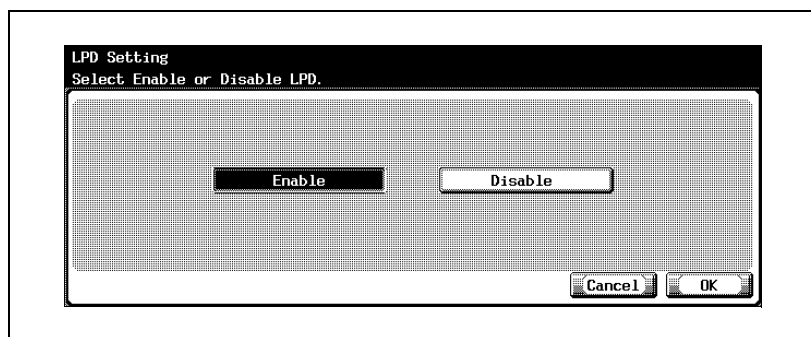 LPD Setting
Select Enable or Disable LPD.
Enable Disable
Cancel OK